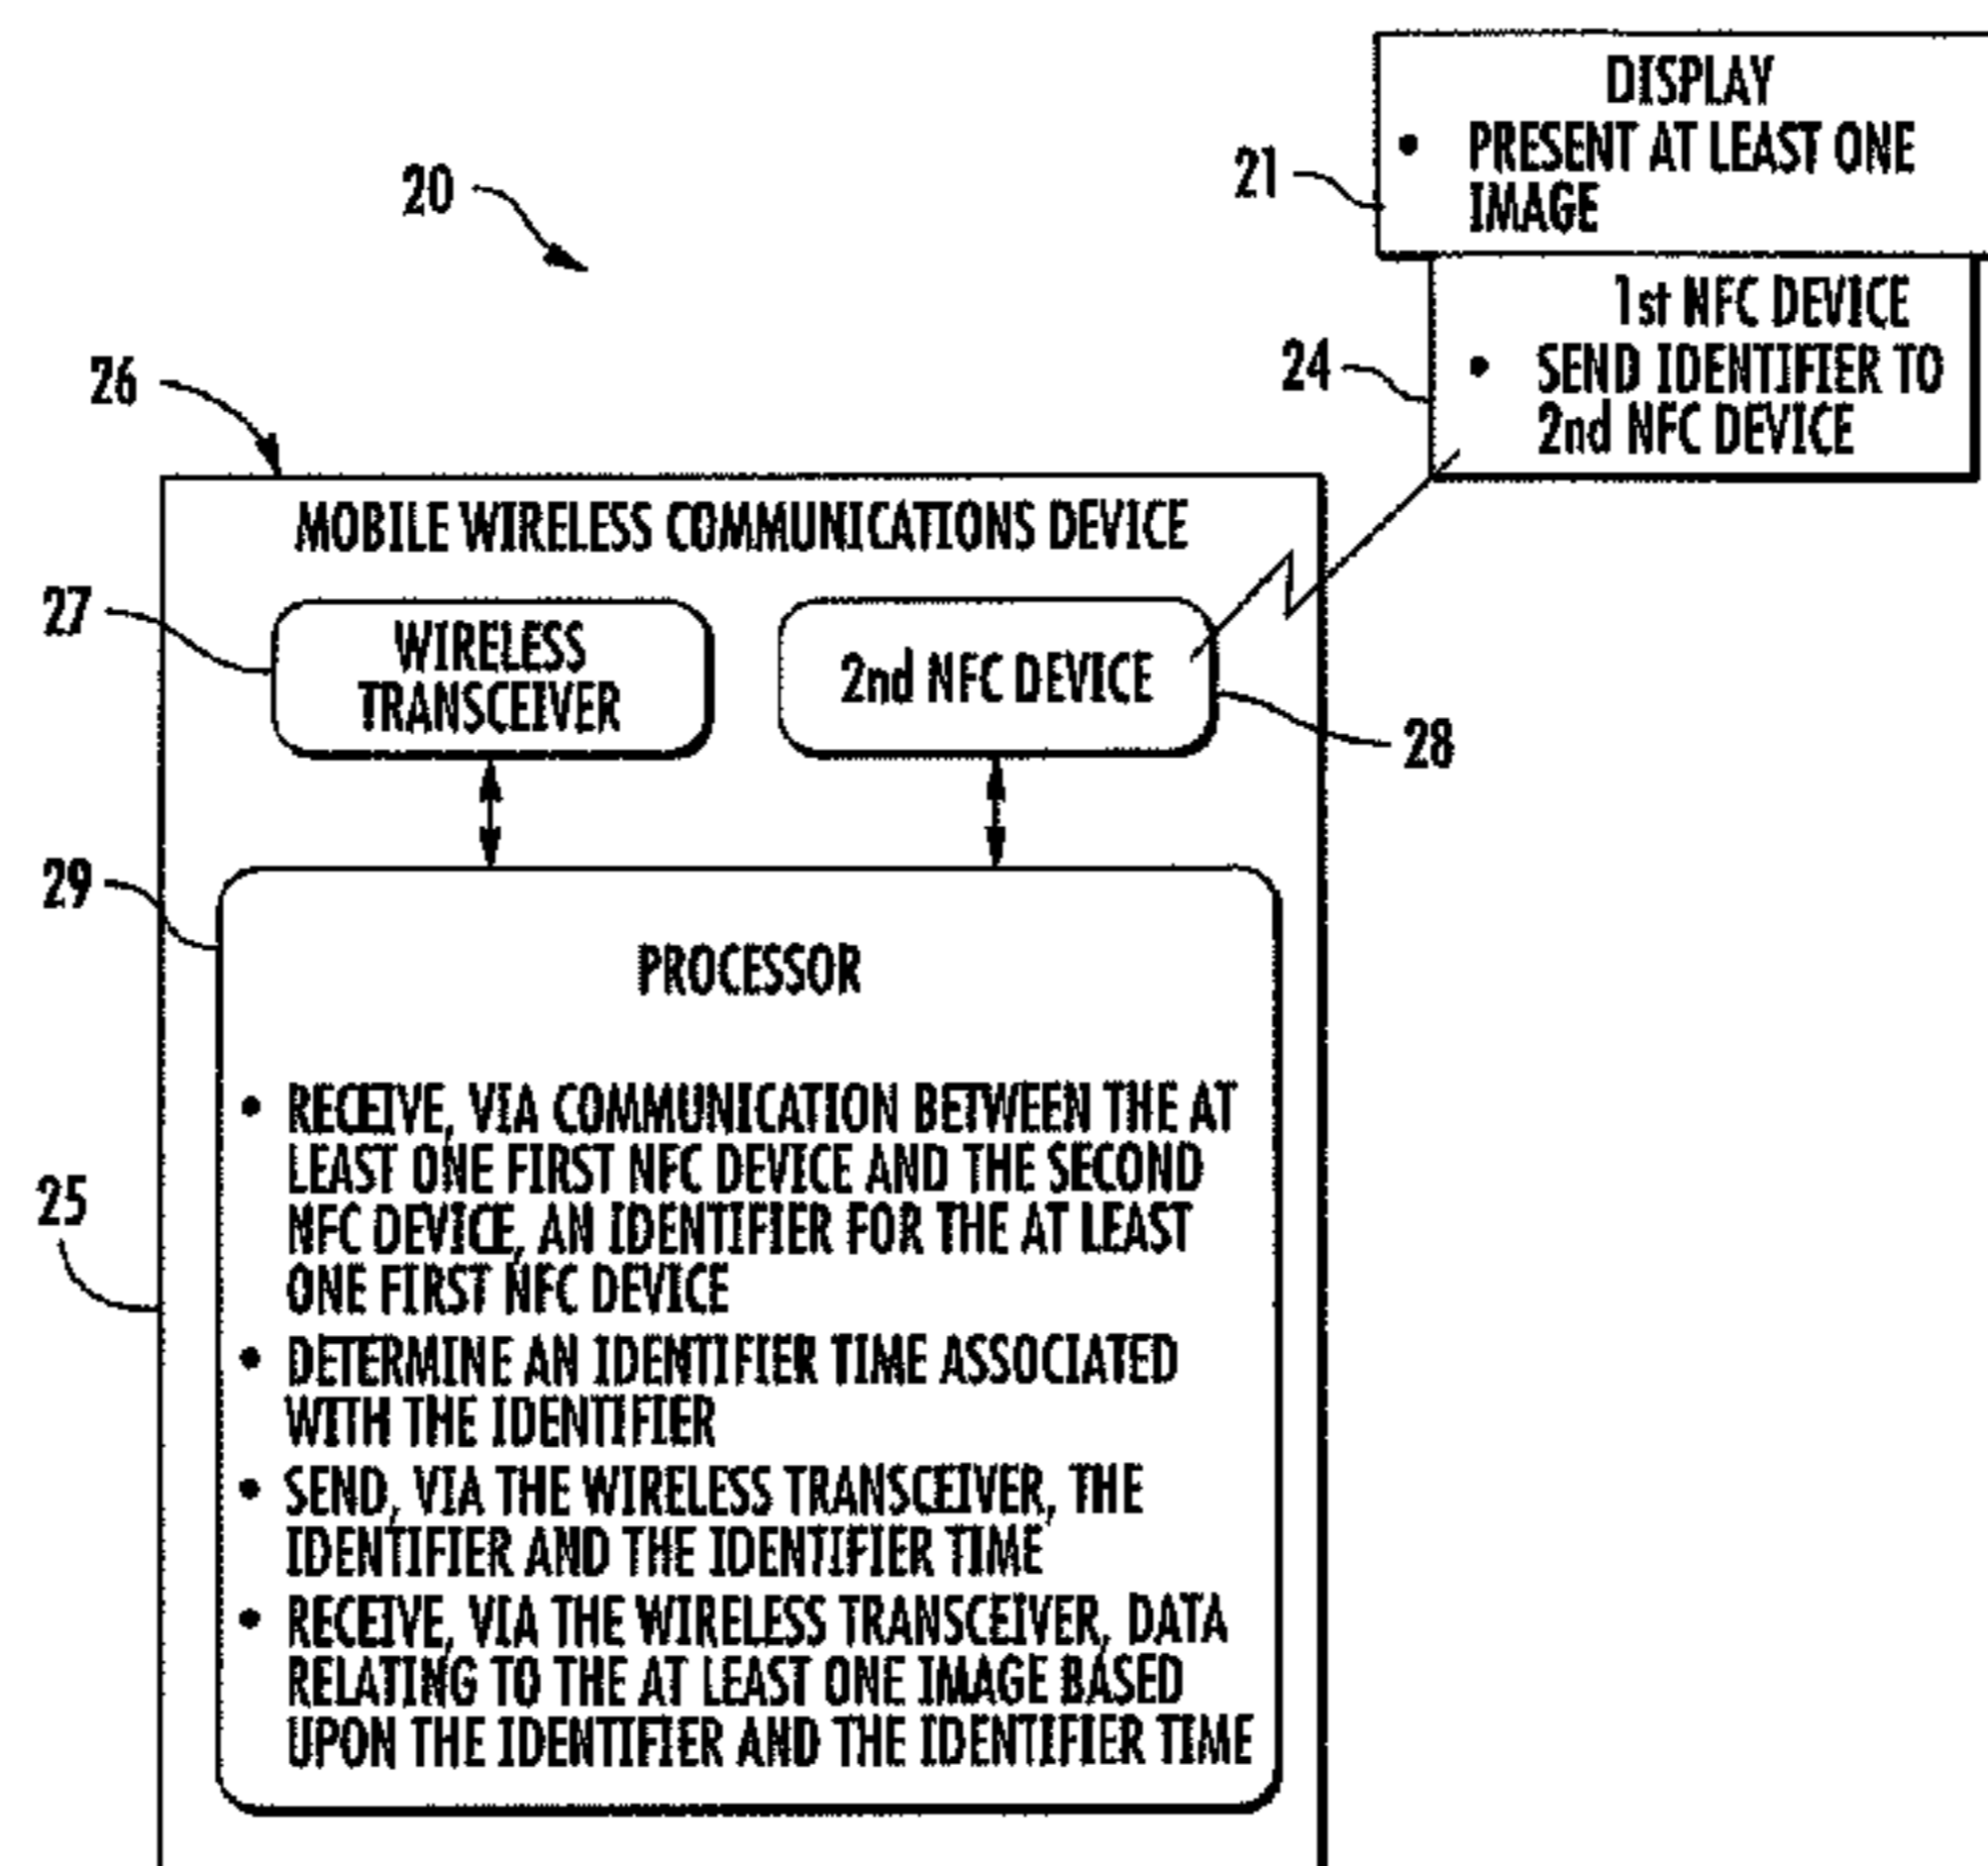 DISPLAY
• PRESENT AT LEAST ONE
IMAGE
21
20
1st NFC DEVICE
• SEND IDENTIFIER TO
2nd NFC DEVICE
24
26
MOBILE WIRELESS COMMUNICATIONS DEVICE
27
WIRELESS
TRANSCEIVER
2nd NFC DEVICE
28
29
PROCESSOR
• RECEIVE, VIA COMMUNICATION BETWEEN THE AT
LEAST ONE FIRST NFC DEVICE AND THE SECOND
NFC DEVICE, AN IDENTIFIER FOR THE AT LEAST
ONE FIRST NFC DEVICE
25
• DETERMINE AN IDENTIFIER TIME ASSOCIATED
WITH THE IDENTIFIER
• SEND, VIA THE WIRELESS TRANSCEIVER, THE
IDENTIFIER AND THE IDENTIFIER TIME
• RECEIVE, VIA THE WIRELESS TRANSCEIVER, DATA
RELATING TO THE AT LEAST ONE IMAGE BASED
UPON THE IDENTIFIER AND THE IDENTIFIER TIME